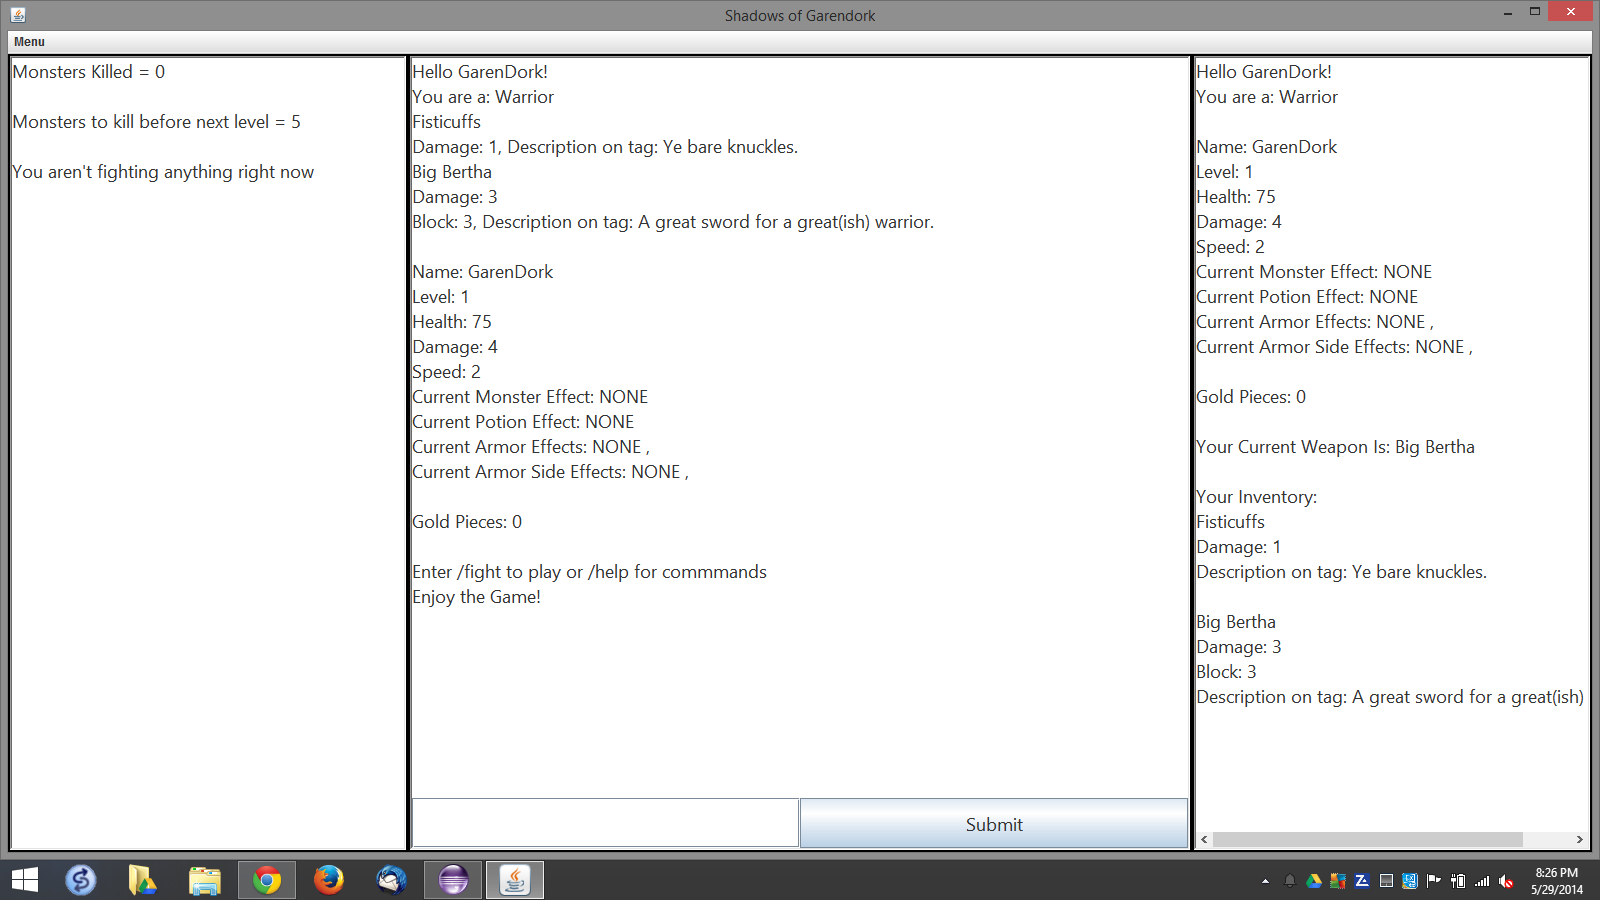 Shadows of Garendork
Menu
Monsters Killed = 0
Monsters to kill before next level = 5
You aren't fighting anything right now
Hello GarenDork!
You are a: Warrior
Fisticuffs
Damage: 1, Description on tag: Ye bare knuckles.
Big Bertha
Damage: 3
Block: 3, Description on tag: A great sword for a great(ish) warrior.
Name: GarenDork
Level: 1
Health: 75
Damage: 4
Speed: 2
Current Monster Effect: NONE
Current Potion Effect: NONE
Current Armor Effects: NONE ,
Current Armor Side Effects: NONE ,
Gold Pieces: 0
Enter /fight to play or /help for commmands
Enjoy the Game!
Submit
Hello GarenDork!
You are a: Warrior
Name: GarenDork
Level: 1
Health: 75
Damage: 4
Speed: 2
Current Monster Effect: NONE
Current Potion Effect: NONE
Current Armor Effects: NONE ,
Current Armor Side Effects: NONE ,
Gold Pieces: 0
Your Current Weapon Is: Big Bertha
Your Inventory:
Fisticuffs
Damage: 1
Description on tag: Ye bare knuckles.
Big Bertha
Damage: 3
Block: 3
Description on tag: A great sword for a great(ish)
8:26 PM
5/29/2014